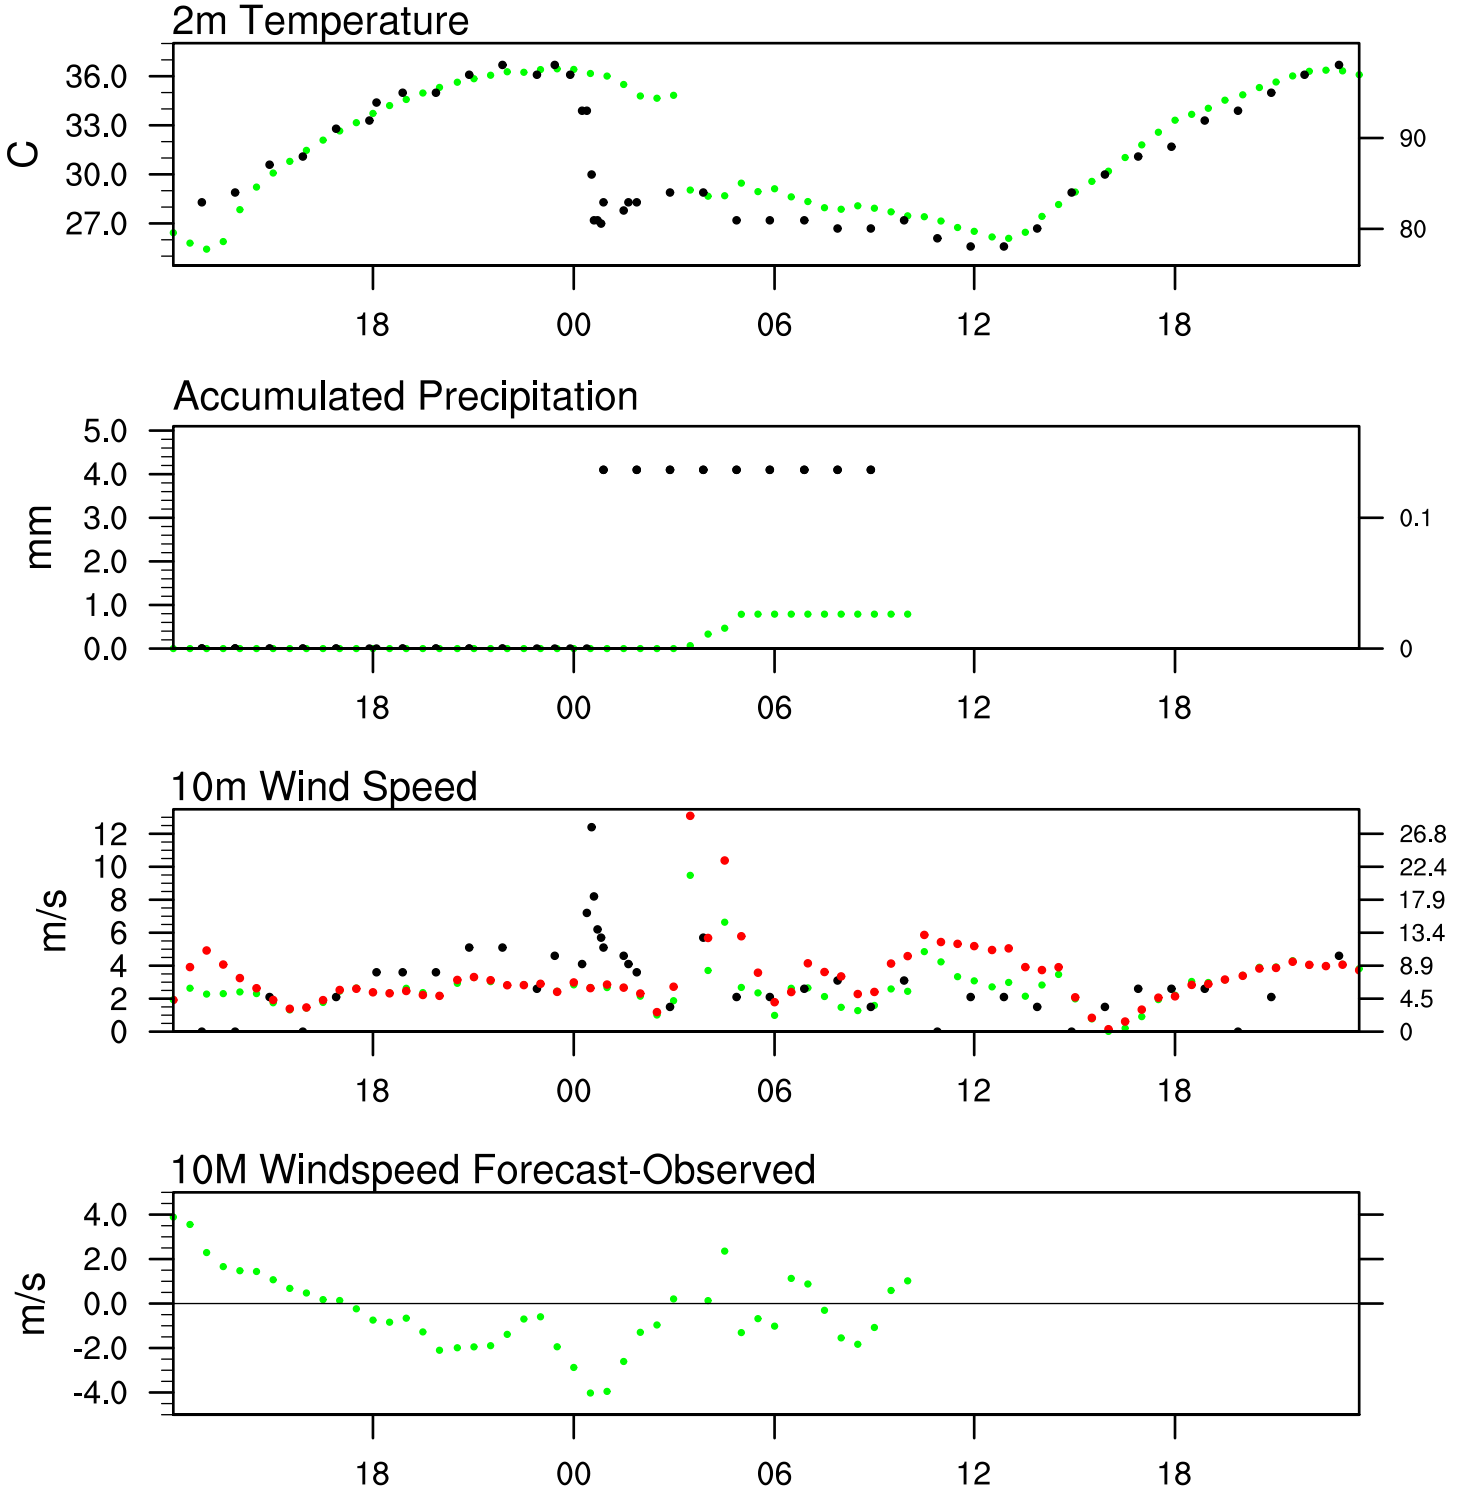 2m Temperature
36.0
33.0
30.0
27.0
C
90
80
18 00 06 12 18
Accumulated Precipitation
5.0
4.0
3.0
2.0
1.0
0.0
mm
0.1
0
18 00 06 12 18
10m Wind Speed
12
10
8
6
4
2
0
m/s
26.8
22.4
17.9
13.4
8.9
4.5
0
18 00 06 12 18
10M Windspeed Forecast-Observed
4.0
2.0
0.0
-2.0
-4.0
m/s
18 00 06 12 18